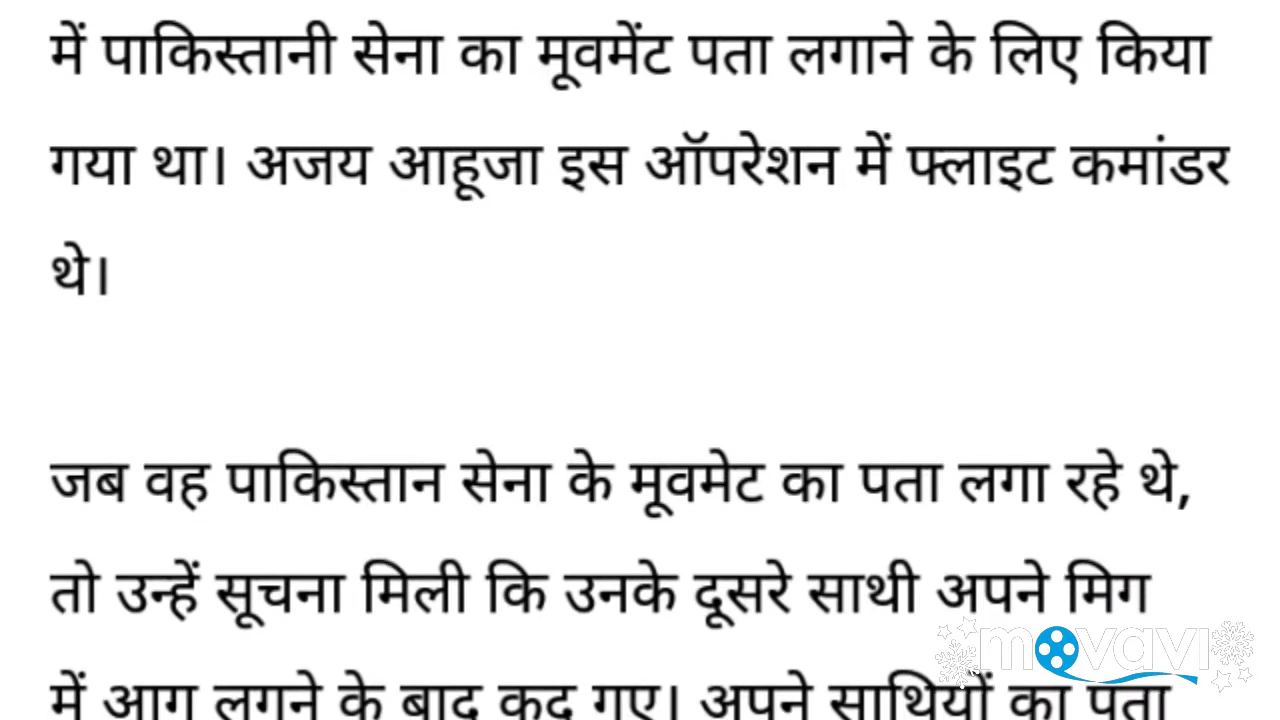 में पाकिस्तानी सेना का मूवमेंट पता लगाने के लिए किया
गया था। अजय आहूजा इस ऑपरेशन में फ्लाइट कमांडर
थे।
जब वह पाकिस्तान सेना के मूवमेट का पता लगा रहे थे,
तो उन्हें सूचना मिली कि उनके दूसरे साथी अपने मिग
movavi
में आग लगने के बाद कूद गए। अपने साथियों का पता